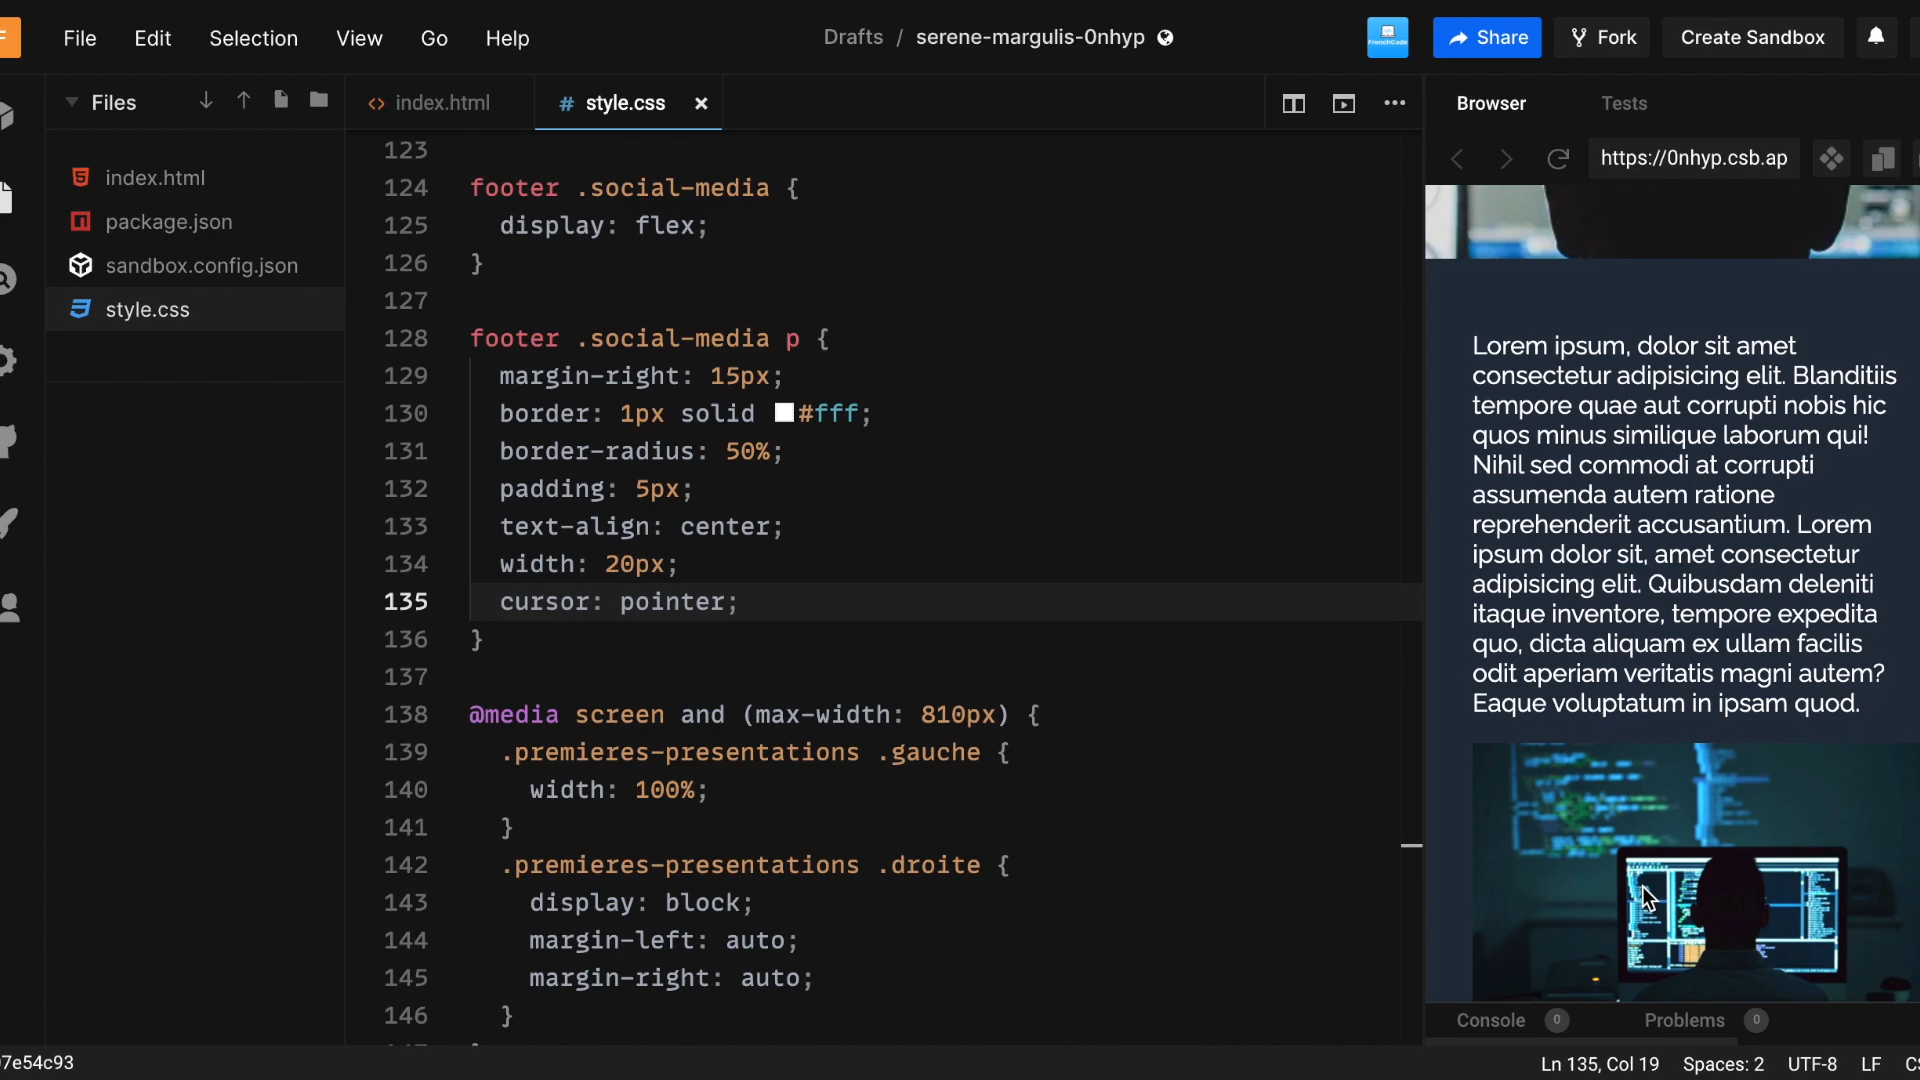 File Edit Selection View Go Help
Drafts / serene-margulis-0nhyp
FrenchCode
Share
Fork
Create Sandbox
Files
index.html
package.json
sandbox.config.json
style.css
<> index.html
# style.css ×
123
124 footer .social-media {
125 display: flex;
126 }
127
128 footer .social-media p {
129 margin-right: 15px;
130 border: 1px solid #fff;
131 border-radius: 50%;
132 padding: 5px;
133 text-align: center;
134 width: 20px;
135 cursor: pointer;
136 }
137
138 @media screen and (max-width: 810px) {
139 .premieres-presentations .gauche {
140 width: 100%;
141 }
142 .premieres-presentations .droite {
143 display: block;
144 margin-left: auto;
145 margin-right: auto;
146 }
Browser Tests
https://0nhyp.csb.ap
Lorem ipsum, dolor sit amet
consectetur adipisicing elit. Blanditiis
tempore quae aut corrupti nobis hic
quos minus similique laborum qui!
Nihil sed commodi at corrupti
assumenda autem ratione
reprehenderit accusantium. Lorem
ipsum dolor sit, amet consectetur
adipisicing elit. Quibusdam deleniti
itaque inventore, tempore expedita
quo, dicta aliquam ex ullam facilis
odit aperiam veritatis magni autem?
Eaque voluptatum in ipsam quod.
Console 0 Problems 0
7e54c93
Ln 135, Col 19 Spaces: 2 UTF-8 LF